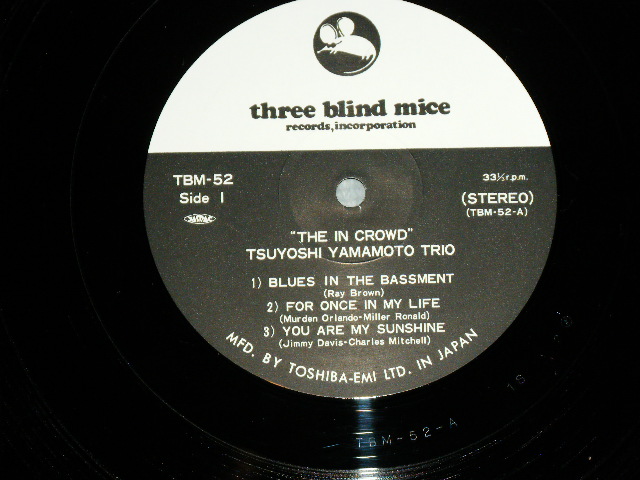 three blind mice
records, incorporation
TBM-52
33⅓ r.p.m.
Side 1
(STEREO)
(TBM-52-A)
"THE IN CROWD"
TSUYOSHI YAMAMOTO TRIO
1) BLUES IN THE BASSMENT
(Ray Brown)
2) FOR ONCE IN MY LIFE
(Murden Orlando-Miller Ronald)
3) YOU ARE MY SUNSHINE
(Jimmy Davis-Charles Mitchell)
MFD. BY TOSHIBA-EMI LTD. IN JAPAN
TBM-52-A